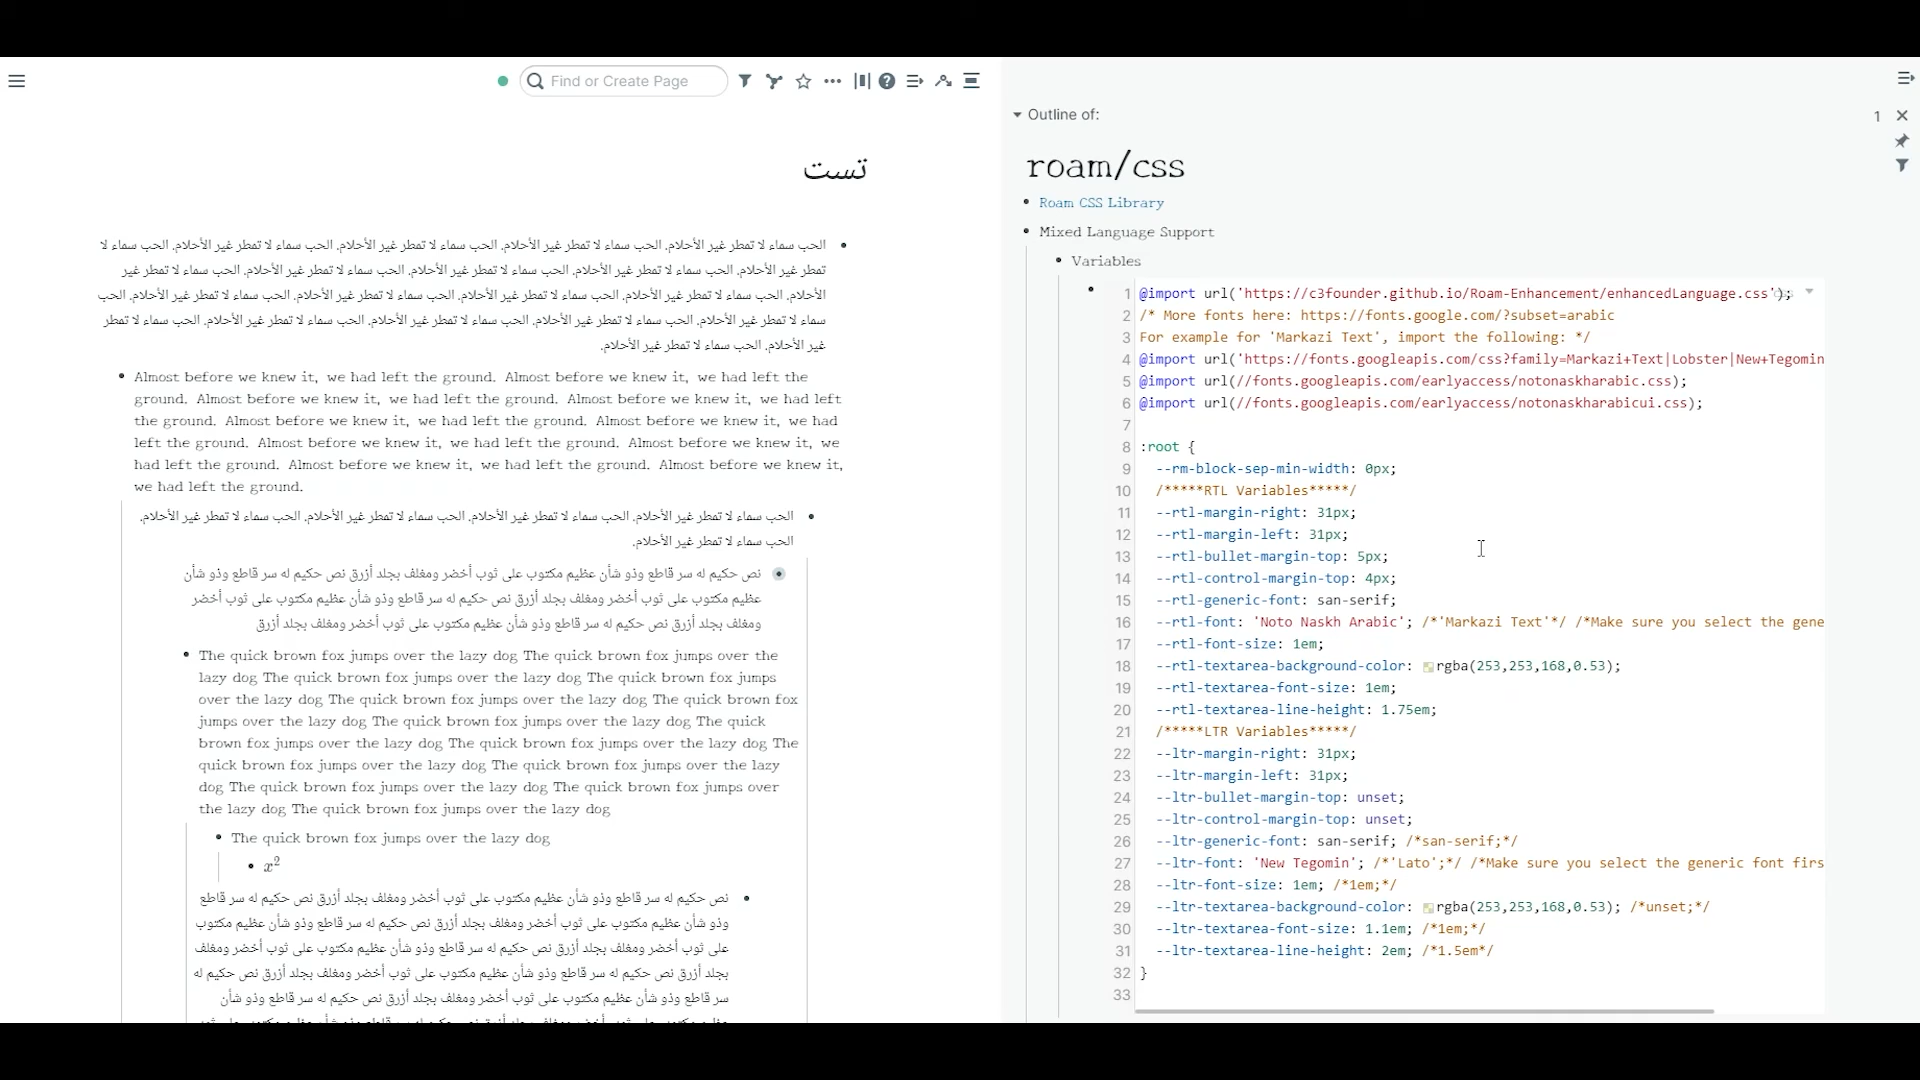 Find or Create Page
تست
الحب سماء لا تمطر غير الأحلام. الحب سماء لا تمطر غير الأحلام. الحب سماء لا تمطر غير الأحلام. الحب سماء لا تمطر غير الأحلام. الحب سماء لا
تمطر غير الأحلام. الحب سماء لا تمطر غير الأحلام. الحب سماء لا تمطر غير الأحلام. الحب سماء لا تمطر غير الأحلام. الحب سماء لا تمطر غير
الأحلام. الحب سماء لا تمطر غير الأحلام. الحب سماء لا تمطر غير الأحلام. الحب سماء لا تمطر غير الأحلام. الحب سماء لا تمطر غير الأحلام. الحب
سماء لا تمطر غير الأحلام. الحب سماء لا تمطر غير الأحلام. الحب سماء لا تمطر غير الأحلام. الحب سماء لا تمطر غير الأحلام. الحب سماء لا تمطر
غير الأحلام. الحب سماء لا تمطر غير الأحلام.
Almost before we knew it, we had left the ground. Almost before we knew it, we had left the
ground. Almost before we knew it, we had left the ground. Almost before we knew it, we had left
the ground. Almost before we knew it, we had left the ground. Almost before we knew it, we had
left the ground. Almost before we knew it, we had left the ground. Almost before we knew it, we
had left the ground. Almost before we knew it, we had left the ground. Almost before we knew it,
we had left the ground.
الحب سماء لا تمطر غير الأحلام. الحب سماء لا تمطر غير الأحلام. الحب سماء لا تمطر غير الأحلام. الحب سماء لا تمطر غير الأحلام.
الحب سماء لا تمطر غير الأحلام.
نص حكيم له سر قاطع وذو شأن عظيم مكتوب على ثوب أخضر ومغلف بجلد أزرق نص حكيم له سر قاطع وذو شأن
عظيم مكتوب على ثوب أخضر ومغلف بجلد أزرق نص حكيم له سر قاطع وذو شأن عظيم مكتوب على ثوب أخضر
ومغلف بجلد أزرق نص حكيم له سر قاطع وذو شأن عظيم مكتوب على ثوب أخضر ومغلف بجلد أزرق
The quick brown fox jumps over the lazy dog The quick brown fox jumps over the
lazy dog The quick brown fox jumps over the lazy dog The quick brown fox jumps
over the lazy dog The quick brown fox jumps over the lazy dog The quick brown fox
jumps over the lazy dog The quick brown fox jumps over the lazy dog The quick
brown fox jumps over the lazy dog The quick brown fox jumps over the lazy dog The
quick brown fox jumps over the lazy dog The quick brown fox jumps over the lazy
dog The quick brown fox jumps over the lazy dog The quick brown fox jumps over
the lazy dog The quick brown fox jumps over the lazy dog
The quick brown fox jumps over the lazy dog
x²
نص حكيم له سر قاطع وذو شأن عظيم مكتوب على ثوب أخضر ومغلف بجلد أزرق نص حكيم له سر قاطع
وذو شأن عظيم مكتوب على ثوب أخضر ومغلف بجلد أزرق نص حكيم له سر قاطع وذو شأن عظيم مكتوب
على ثوب أخضر ومغلف بجلد أزرق نص حكيم له سر قاطع وذو شأن عظيم مكتوب على ثوب أخضر ومغلف
بجلد أزرق نص حكيم له سر قاطع وذو شأن عظيم مكتوب على ثوب أخضر ومغلف بجلد أزرق نص حكيم له
سر قاطع وذو شأن عظيم مكتوب على ثوب أخضر ومغلف بجلد أزرق نص حكيم له سر قاطع وذو شأن
Outline of:
1
roam/css
Roam CSS Library
Mixed Language Support
Variables
1 @import url('https://c3founder.github.io/Roam-Enhancement/enhancedLanguage.css');
2 /* More fonts here: https://fonts.google.com/?subset=arabic
3 For example for 'Markazi Text', import the following: */
4 @import url('https://fonts.googleapis.com/css?family=Markazi+Text|Lobster|New+Tegomin
5 @import url(//fonts.googleapis.com/earlyaccess/notonaskharabic.css);
6 @import url(//fonts.googleapis.com/earlyaccess/notonaskharabicui.css);
7
8 :root {
9 --rm-block-sep-min-width: 0px;
10 /*****RTL Variables*****/
11 --rtl-margin-right: 31px;
12 --rtl-margin-left: 31px;
13 --rtl-bullet-margin-top: 5px;
14 --rtl-control-margin-top: 4px;
15 --rtl-generic-font: san-serif;
16 --rtl-font: 'Noto Naskh Arabic'; /*'Markazi Text'*/ /*Make sure you select the gene
17 --rtl-font-size: 1em;
18 --rtl-textarea-background-color: rgba(253,253,168,0.53);
19 --rtl-textarea-font-size: 1em;
20 --rtl-textarea-line-height: 1.75em;
21 /*****LTR Variables*****/
22 --ltr-margin-right: 31px;
23 --ltr-margin-left: 31px;
24 --ltr-bullet-margin-top: unset;
25 --ltr-control-margin-top: unset;
26 --ltr-generic-font: san-serif; /*san-serif;*/
27 --ltr-font: 'New Tegomin'; /*'Lato';*/ /*Make sure you select the generic font firs
28 --ltr-font-size: 1em; /*1em;*/
29 --ltr-textarea-background-color: rgba(253,253,168,0.53); /*unset;*/
30 --ltr-textarea-font-size: 1.1em; /*1em;*/
31 --ltr-textarea-line-height: 2em; /*1.5em*/
32 }
33